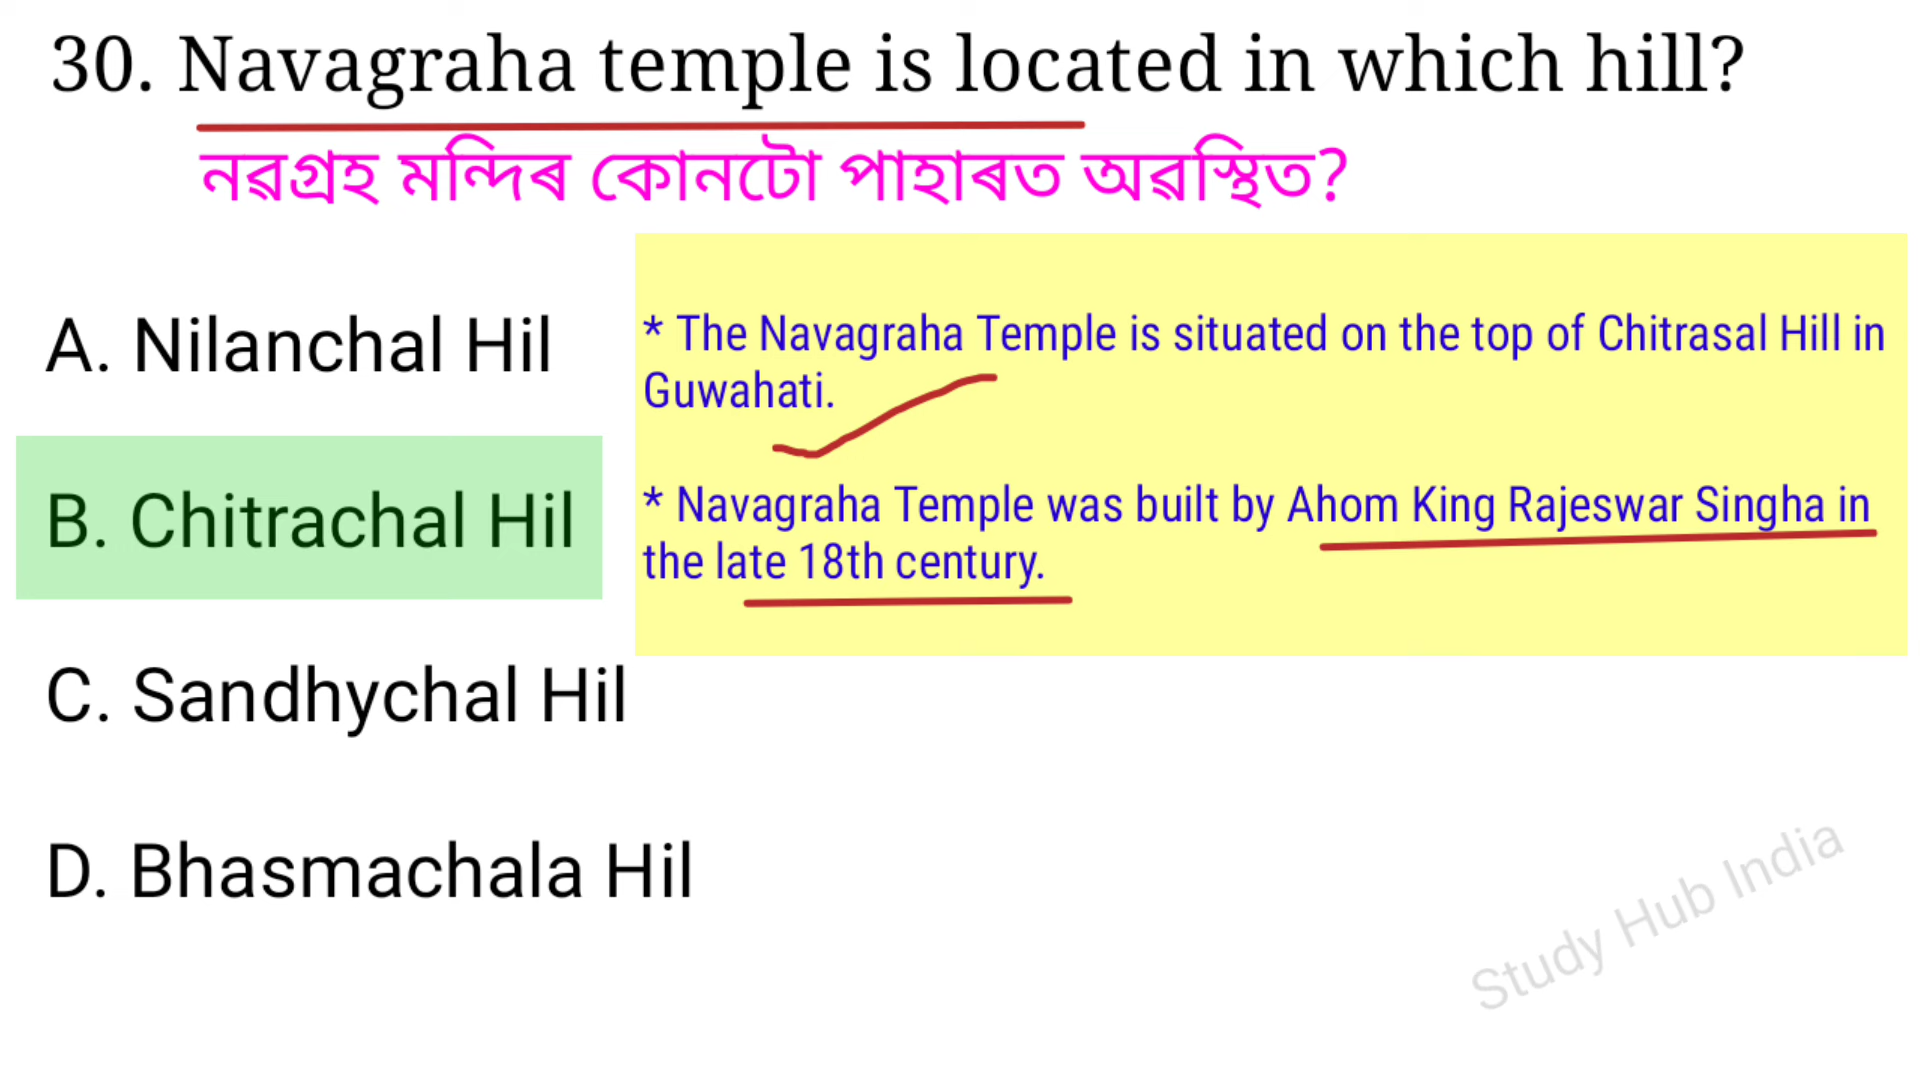 30. Navagraha temple is located in which hill?
নৱগ্ৰহ মন্দিৰ কোনটো পাহাৰত অৱস্থিত?
A. Nilanchal Hil
B. Chitrachal Hil
C. Sandhychal Hil
D. Bhasmachala Hil
* The Navagraha Temple is situated on the top of Chitrasal Hill in
Guwahati.
* Navagraha Temple was built by Ahom King Rajeswar Singha in
the late 18th century.
Study Hub India